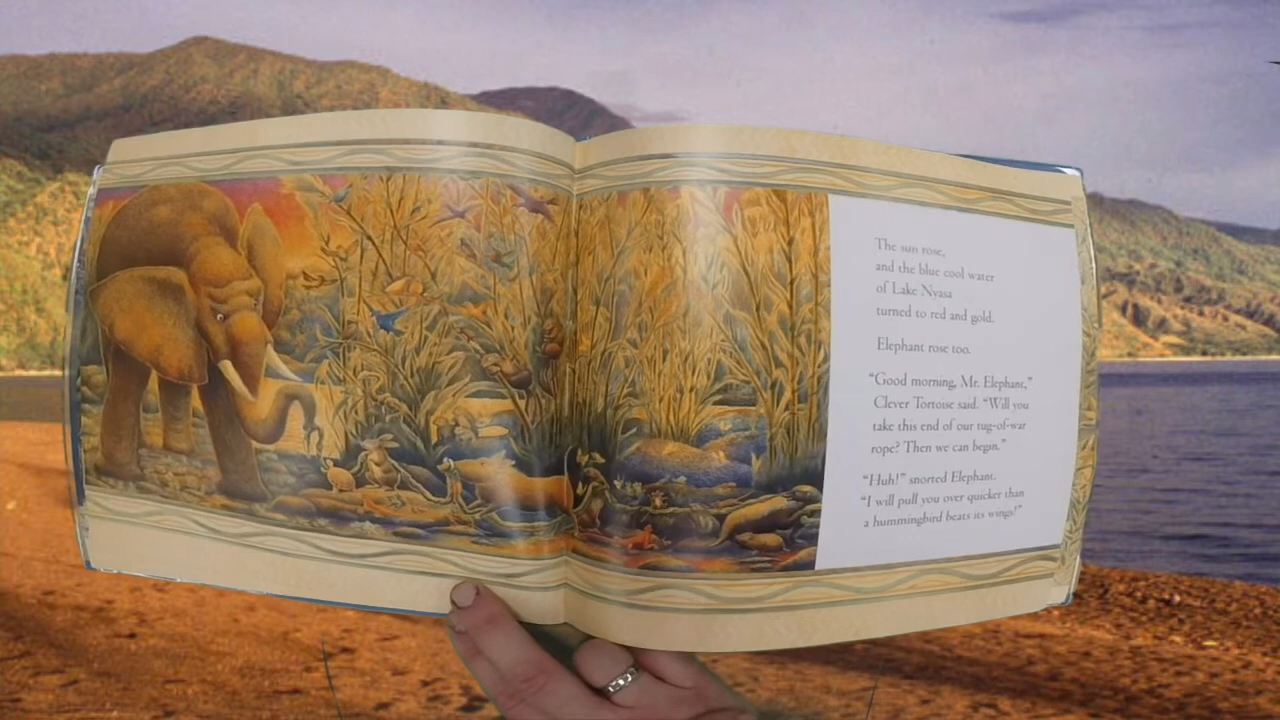 The sun rose,
and the blue cool water
of Lake Nyasa
turned to red and gold.
Elephant rose too.
“Good morning, Mr. Elephant,”
Clever Tortoise said. “Will you
take this end of our tug-of-war
rope? Then we can begin.”
“Huh!” snorted Elephant.
“I will pull you over quicker than
a hummingbird beats its wings!”